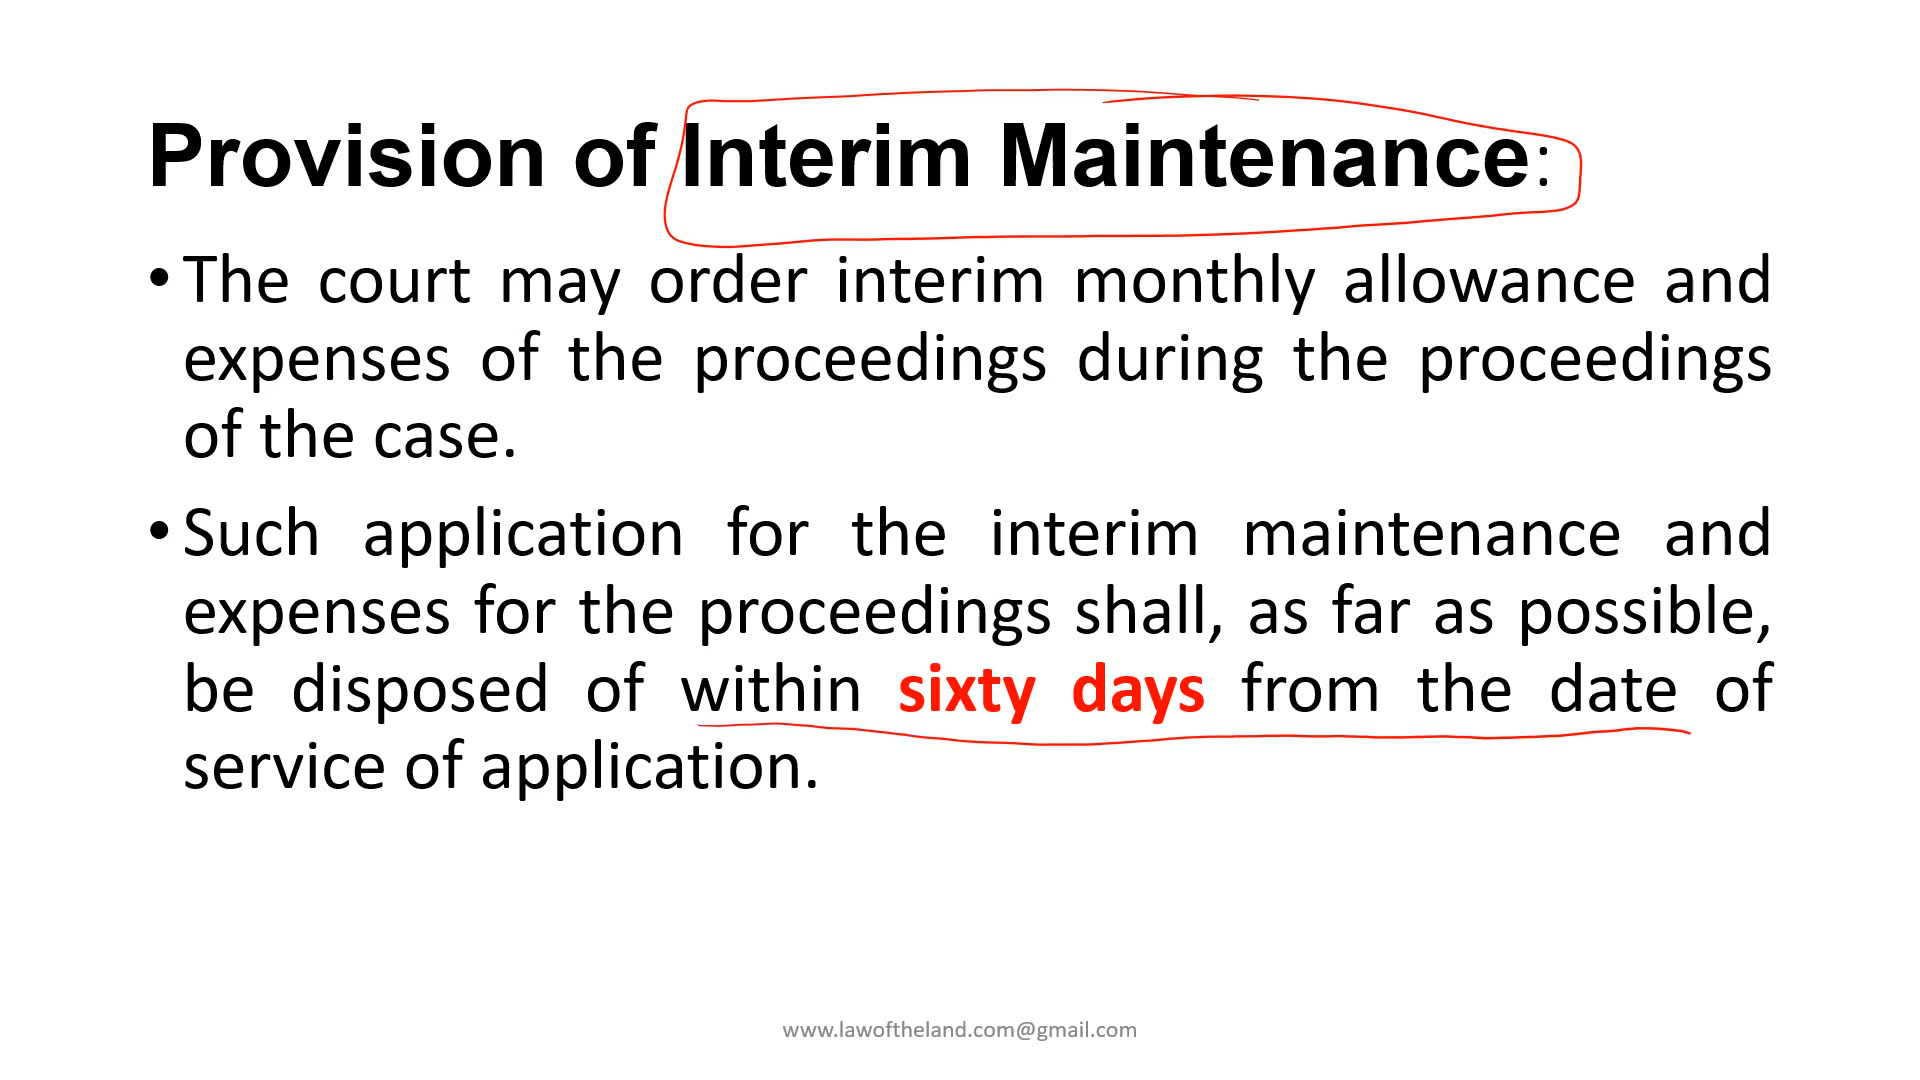 Provision of Interim Maintenance:
• The court may order interim monthly allowance and
expenses of the proceedings during the proceedings
of the case.
• Such application for the interim maintenance and
expenses for the proceedings shall, as far as possible,
be disposed of within sixty days from the date of
service of application.
www.lawoftheland.com@gmail.com